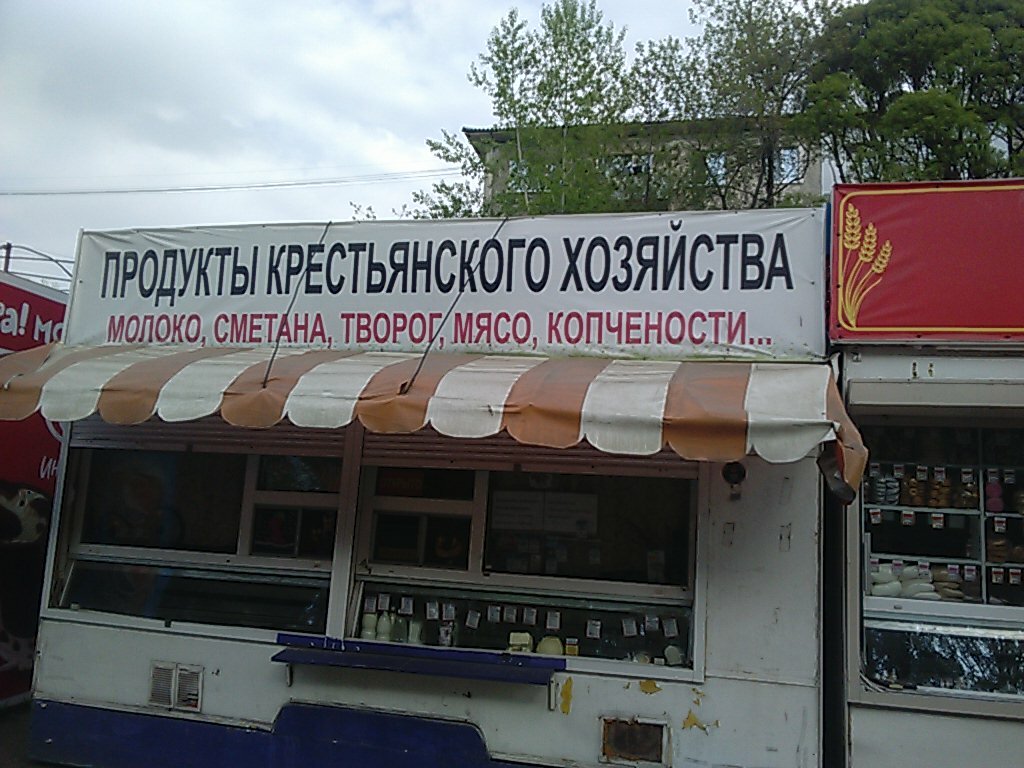 ПРОДУКТЫ КРЕСТЬЯНСКОГО ХОЗЯЙСТВА
МОЛОКО, СМЕТАНА, ТВОРОГ, МЯСО, КОПЧЕНОСТИ...